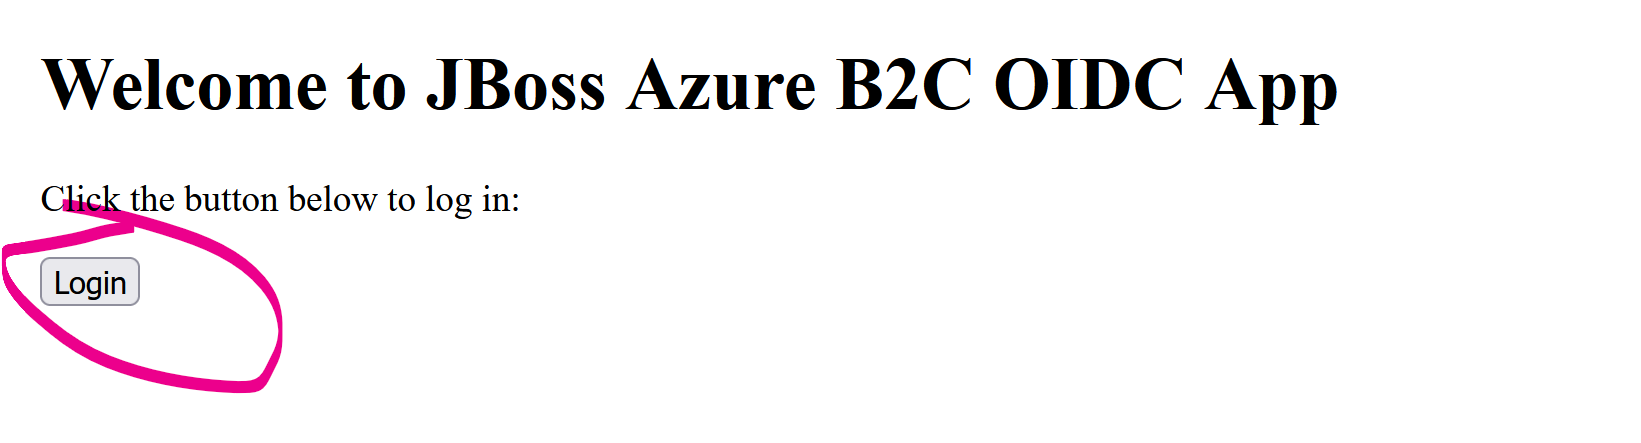 Welcome to JBoss Azure B2C OIDC App
Click the button below to log in:
Login